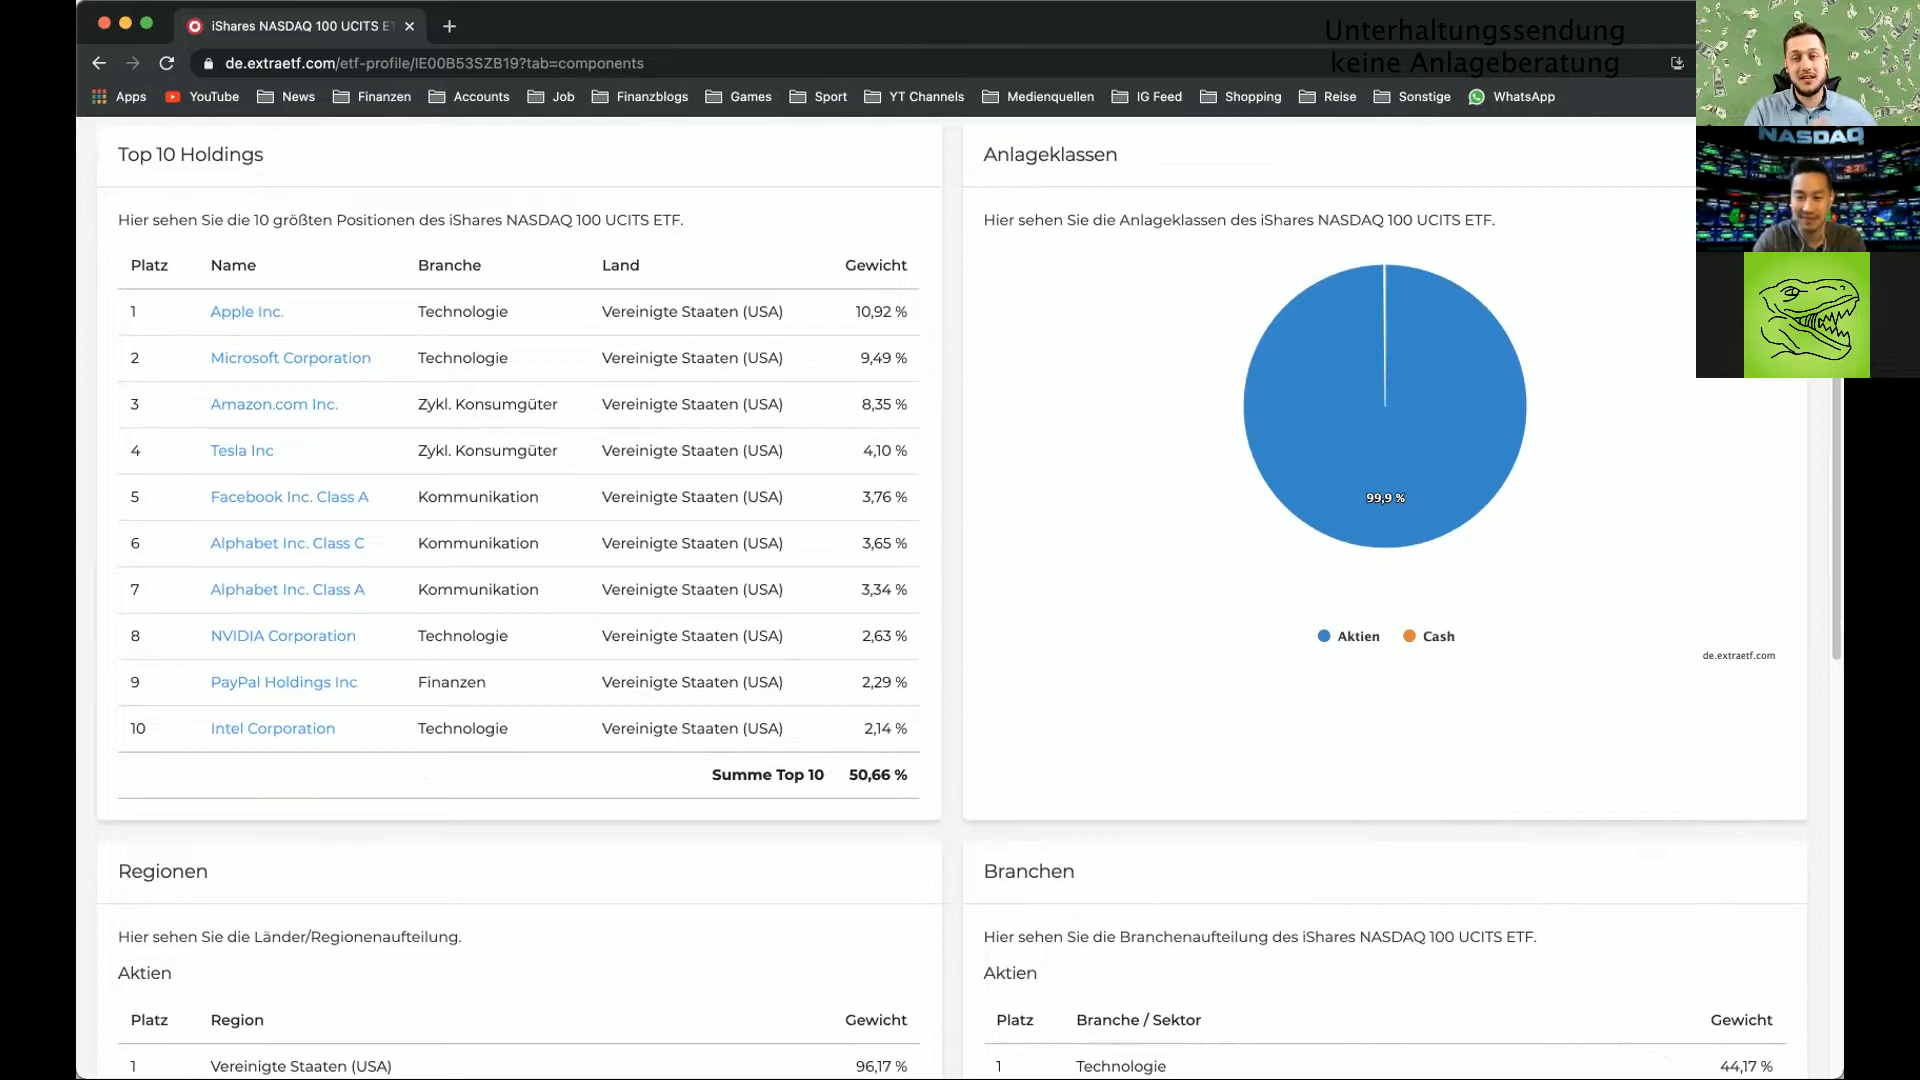 iShares NASDAQ 100 UCITS ET
Unterhaltungssendung
keine Anlageberatung
de.extraetf.com/etf-profile/IE00B53SZB19?tab=components
Apps YouTube News Finanzen Accounts Job Finanzblogs Games Sport YT Channels Medienquellen IG Feed Shopping Reise Sonstige WhatsApp
NASDAQ
Top 10 Holdings
Hier sehen Sie die 10 größten Positionen des iShares NASDAQ 100 UCITS ETF.
Platz Name Branche Land Gewicht
1 Apple Inc. Technologie Vereinigte Staaten (USA) 10,92 %
2 Microsoft Corporation Technologie Vereinigte Staaten (USA) 9,49 %
3 Amazon.com Inc. Zykl. Konsumgüter Vereinigte Staaten (USA) 8,35 %
4 Tesla Inc Zykl. Konsumgüter Vereinigte Staaten (USA) 4,10 %
5 Facebook Inc. Class A Kommunikation Vereinigte Staaten (USA) 3,76 %
6 Alphabet Inc. Class C Kommunikation Vereinigte Staaten (USA) 3,65 %
7 Alphabet Inc. Class A Kommunikation Vereinigte Staaten (USA) 3,34 %
8 NVIDIA Corporation Technologie Vereinigte Staaten (USA) 2,63 %
9 PayPal Holdings Inc Finanzen Vereinigte Staaten (USA) 2,29 %
10 Intel Corporation Technologie Vereinigte Staaten (USA) 2,14 %
Summe Top 10 50,66 %
Anlageklassen
Hier sehen Sie die Anlageklassen des iShares NASDAQ 100 UCITS ETF.
99,9 %
Aktien Cash
de.extraetf.com
Regionen
Hier sehen Sie die Länder/Regionenaufteilung.
Aktien
Platz Region Gewicht
1 Vereinigte Staaten (USA) 96,17 %
Branchen
Hier sehen Sie die Branchenaufteilung des iShares NASDAQ 100 UCITS ETF.
Aktien
Platz Branche / Sektor Gewicht
1 Technologie 44,17 %